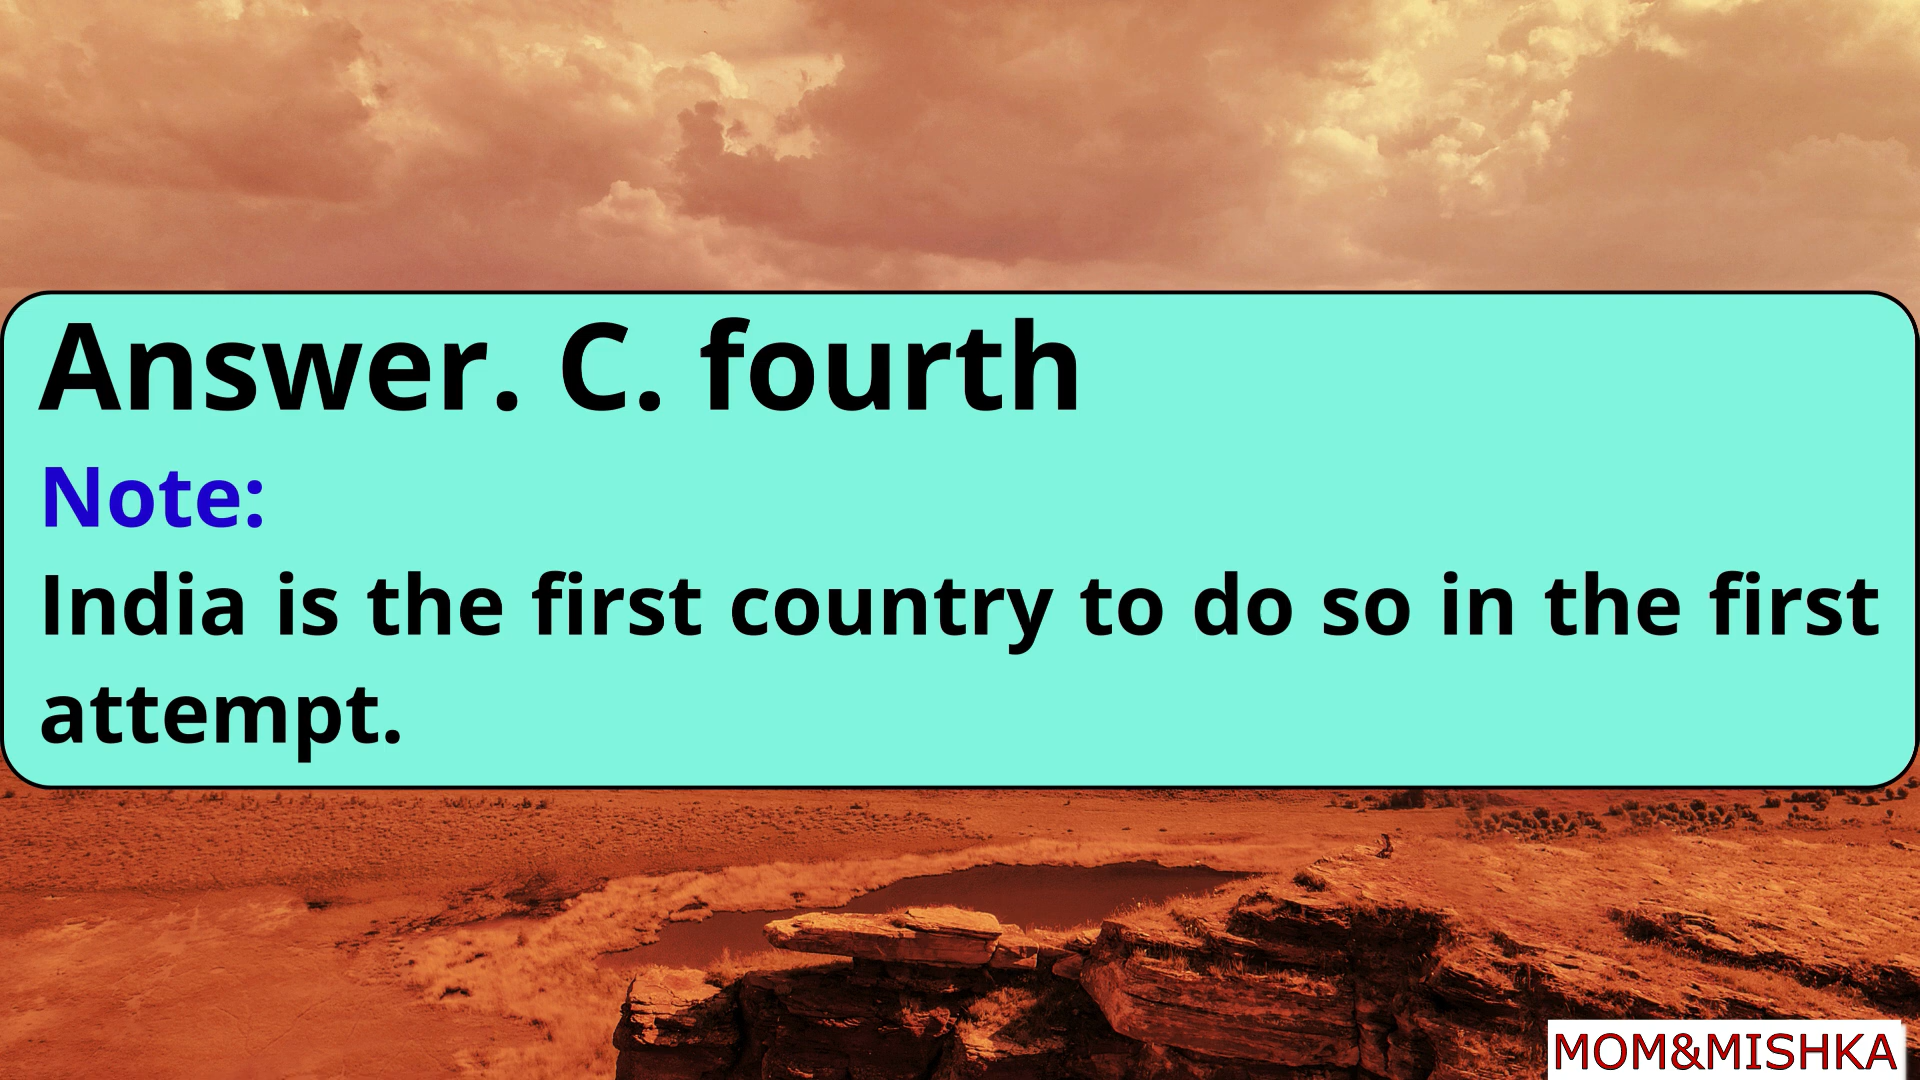 Answer. C. fourth
Note:
India is the first country to do so in the first
attempt.
MOM&MISHKA